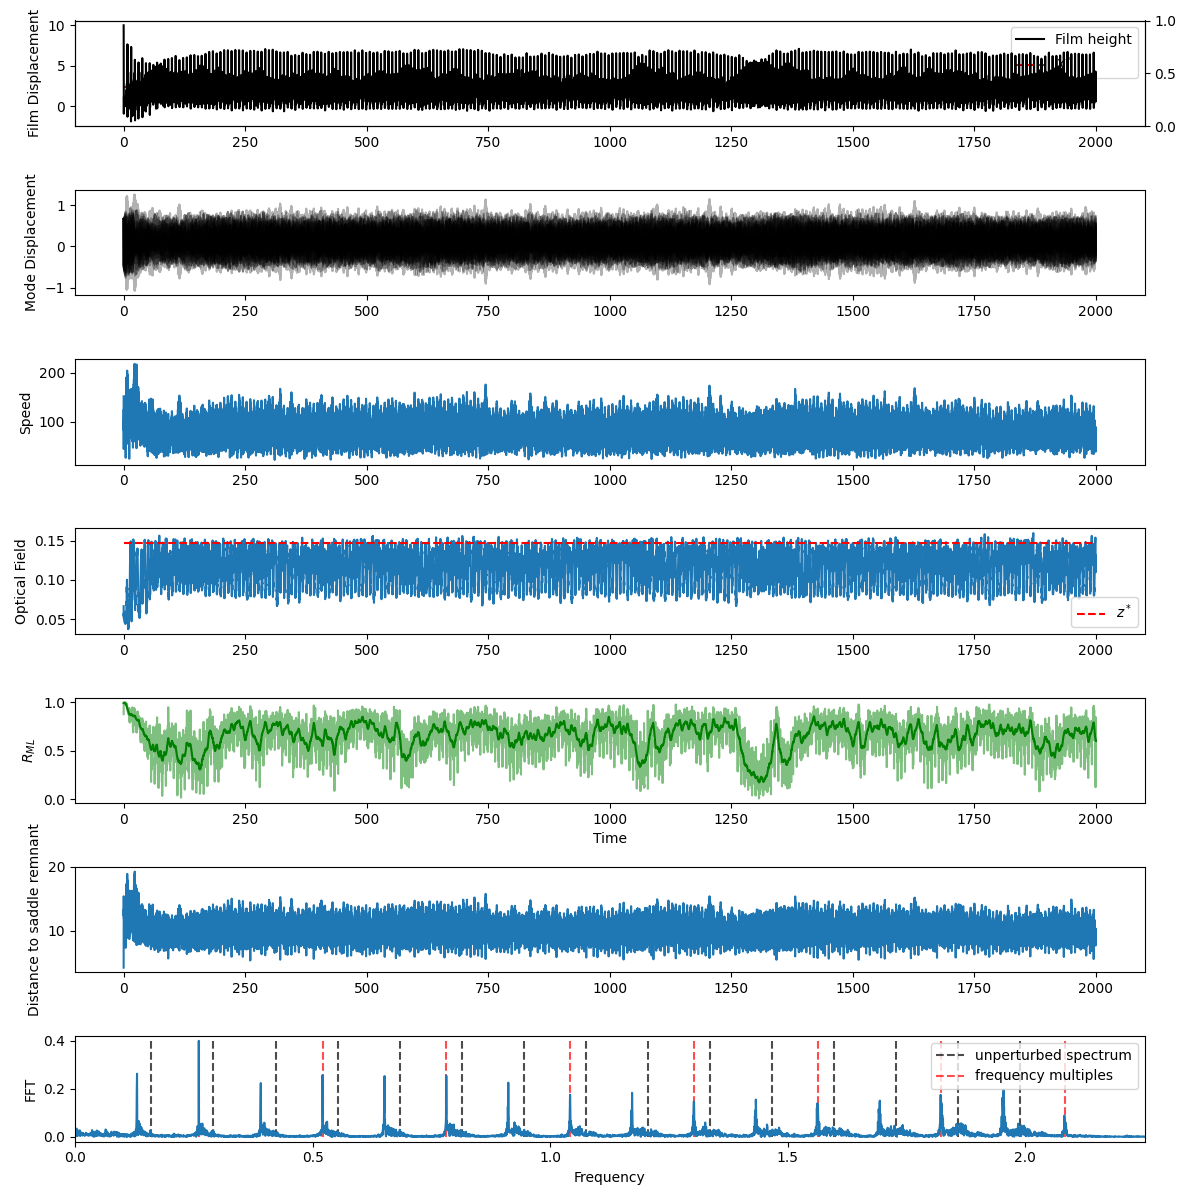 Film Displacement
10
5
0
1.0
0.5
0.0
Film height
0 250 500 750 1000 1250 1500 1750 2000
Mode Displacement
1
0
−1
0 250 500 750 1000 1250 1500 1750 2000
Speed
200
100
0 250 500 750 1000 1250 1500 1750 2000
Optical Field
0.15
0.10
0.05
z*
0 250 500 750 1000 1250 1500 1750 2000
R_ML
1.0
0.5
0.0
0 250 500 750 1000 1250 1500 1750 2000
Time
Distance to saddle remnant
20
10
0 250 500 750 1000 1250 1500 1750 2000
FFT
0.4
0.2
0.0
unperturbed spectrum
frequency multiples
0.0 0.5 1.0 1.5 2.0
Frequency